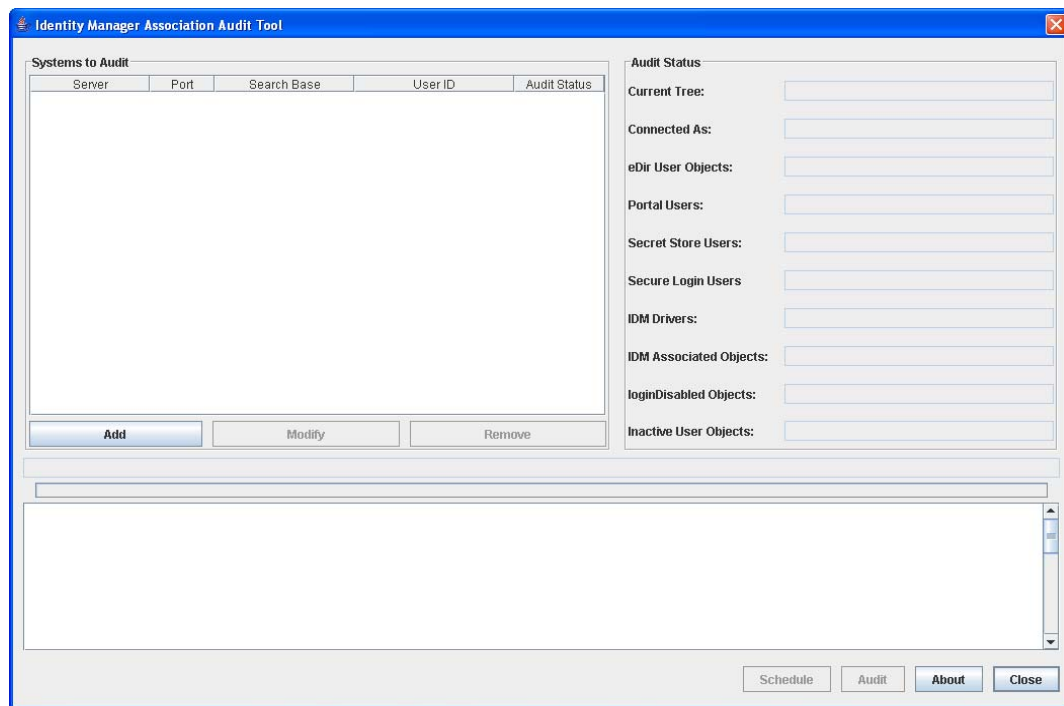 Identity Manager Association Audit Tool
Systems to Audit
Server Port Search Base User ID Audit Status
Add Modify Remove
Audit Status
Current Tree:
Connected As:
eDir User Objects:
Portal Users:
Secret Store Users:
Secure Login Users
IDM Drivers:
IDM Associated Objects:
loginDisabled Objects:
Inactive User Objects:
Schedule Audit About Close